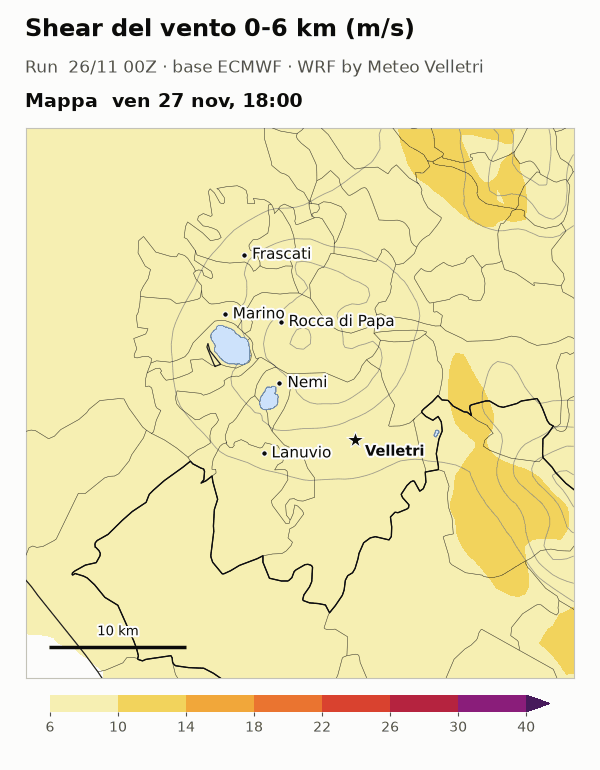 Shear del vento 0-6 km (m/s)
Run  26/11 00Z · base ECMWF · WRF by Meteo Velletri
Mappa  ven 27 nov, 18:00
Frascati
Marino
Rocca di Papa
Nemi
Velletri
Lanuvio
10 km
6 10 14 18 22 26 30 40